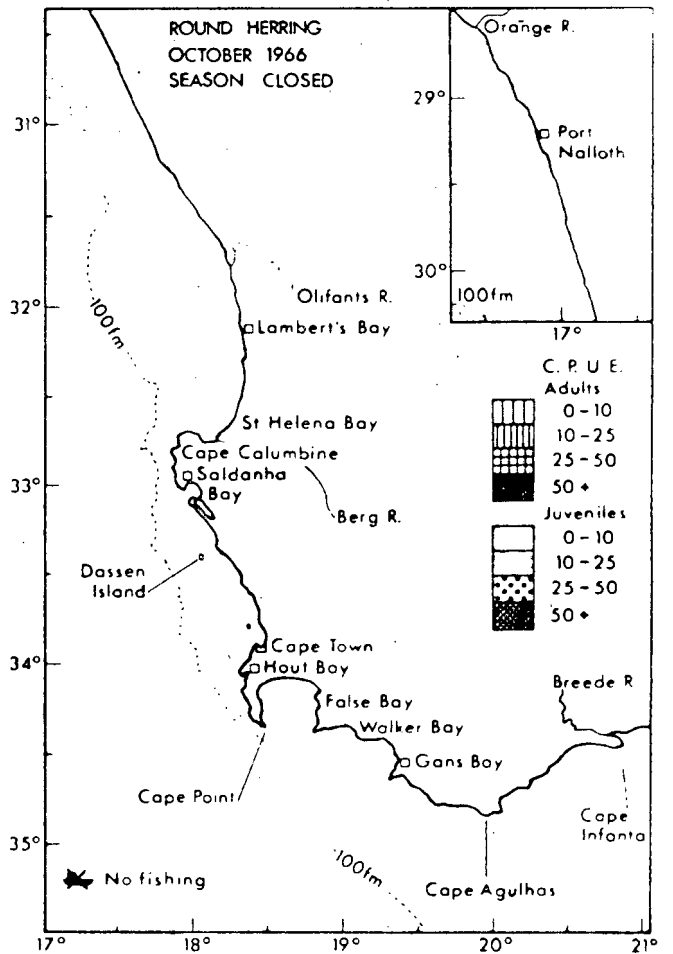 ROUND HERRING
OCTOBER 1966
SEASON CLOSED
Orange R.
29°
Port
Nalloth
30°
100fm
17°
31°
32°
33°
34°
35°
Olifants R.
100fm
Lambert's Bay
St Helena Bay
Cape Calumbine
Saldanha
Bay
Berg R.
Dassen
Island
Cape Town
Hout Bay
False Bay
Walker Bay
Gans Bay
Breede R
Cape Point
Cape
Infanta
Cape Agulhas
100fm
No fishing
C. P. U. E.
Adults
0-10
10-25
25-50
50+
Juveniles
0-10
10-25
25-50
50+
17°
18°
19°
20°
21°